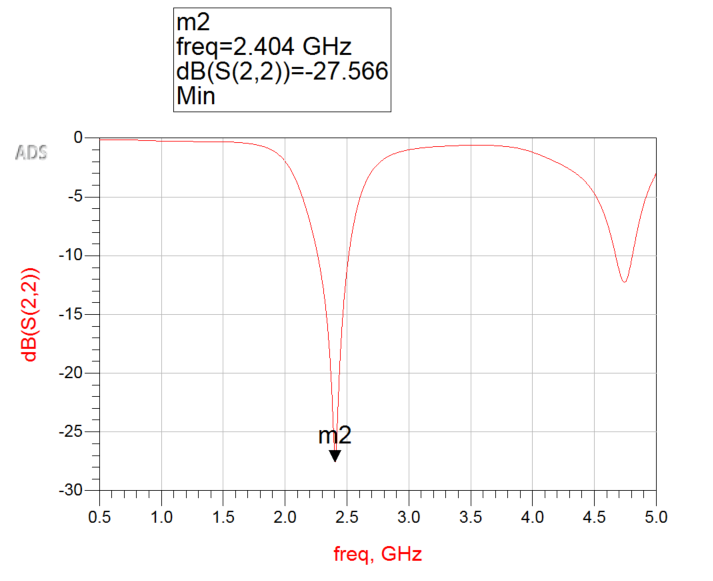 m2
freq=2.404 GHz
dB(S(2,2))=-27.566
Min
ADS
0
-5
-10
-15
-20
-25
-30
dB(S(2,2))
m2
0.5 1.0 1.5 2.0 2.5 3.0 3.5 4.0 4.5 5.0
freq, GHz